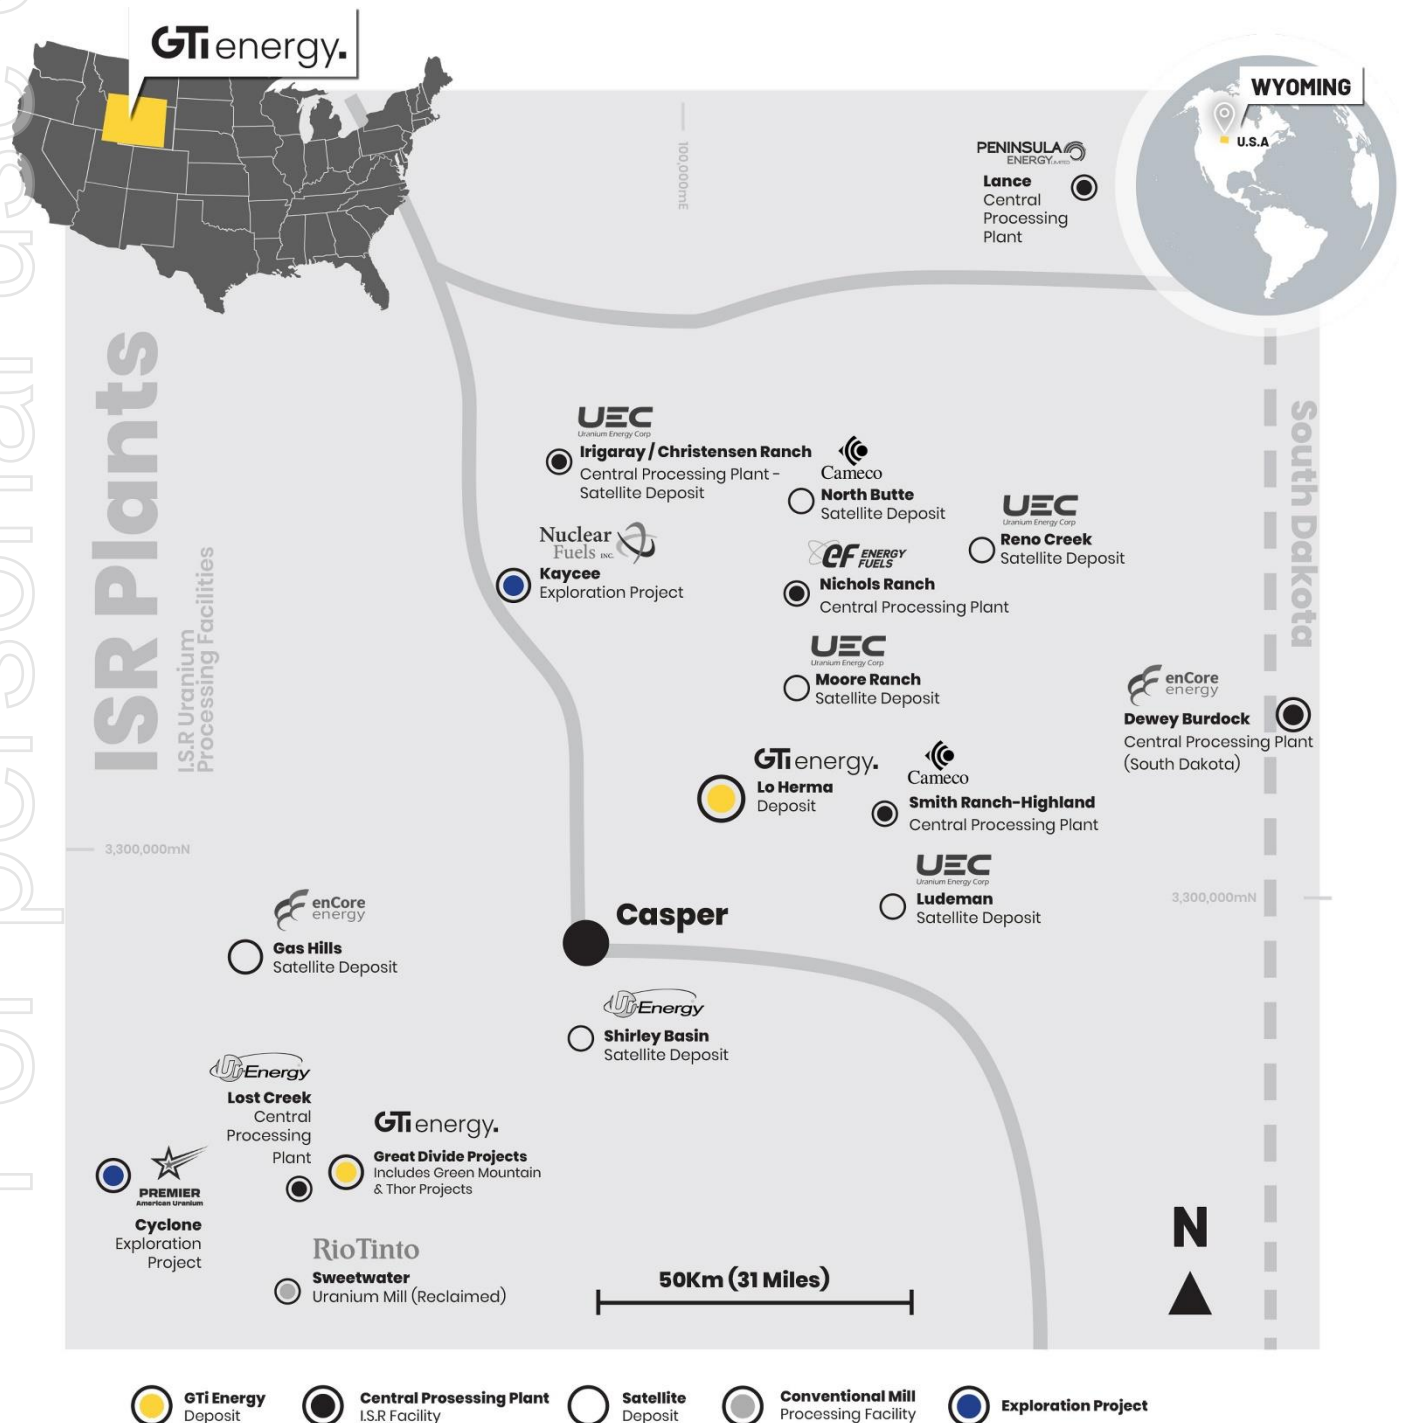 GTi energy.
WYOMING
U.S.A
100,000mE
PENINSULA
ENERGY LIMITED
Lance
Central
Processing
Plant
ISR Plants
I.S.R Uranium
Processing Facilities
South Dakota
UEC
Uranium Energy Corp
Irigaray / Christensen Ranch
Central Processing Plant -
Satellite Deposit
Cameco
North Butte
Satellite Deposit
UEC
Uranium Energy Corp
Reno Creek
Satellite Deposit
Nuclear
Fuels INC.
Kaycee
Exploration Project
eF ENERGY
FUELS
Nichols Ranch
Central Processing Plant
UEC
Uranium Energy Corp
Moore Ranch
Satellite Deposit
enCore
energy
Dewey Burdock
Central Processing Plant
(South Dakota)
GTi energy.
Lo Herma
Deposit
Cameco
Smith Ranch-Highland
Central Processing Plant
3,300,000mN
UEC
Uranium Energy Corp
Ludeman
Satellite Deposit
3,300,000mN
enCore
energy
Gas Hills
Satellite Deposit
Casper
Ur-Energy
Shirley Basin
Satellite Deposit
Ur-Energy
Lost Creek
Central
Processing
Plant
GTi energy.
Great Divide Projects
Includes Green Mountain
& Thor Projects
PREMIER
American Uranium
Cyclone
Exploration
Project
RioTinto
Sweetwater
Uranium Mill (Reclaimed)
50Km (31 Miles)
N
GTi Energy
Deposit
Central Prosessing Plant
I.S.R Facility
Satellite
Deposit
Conventional Mill
Processing Facility
Exploration Project